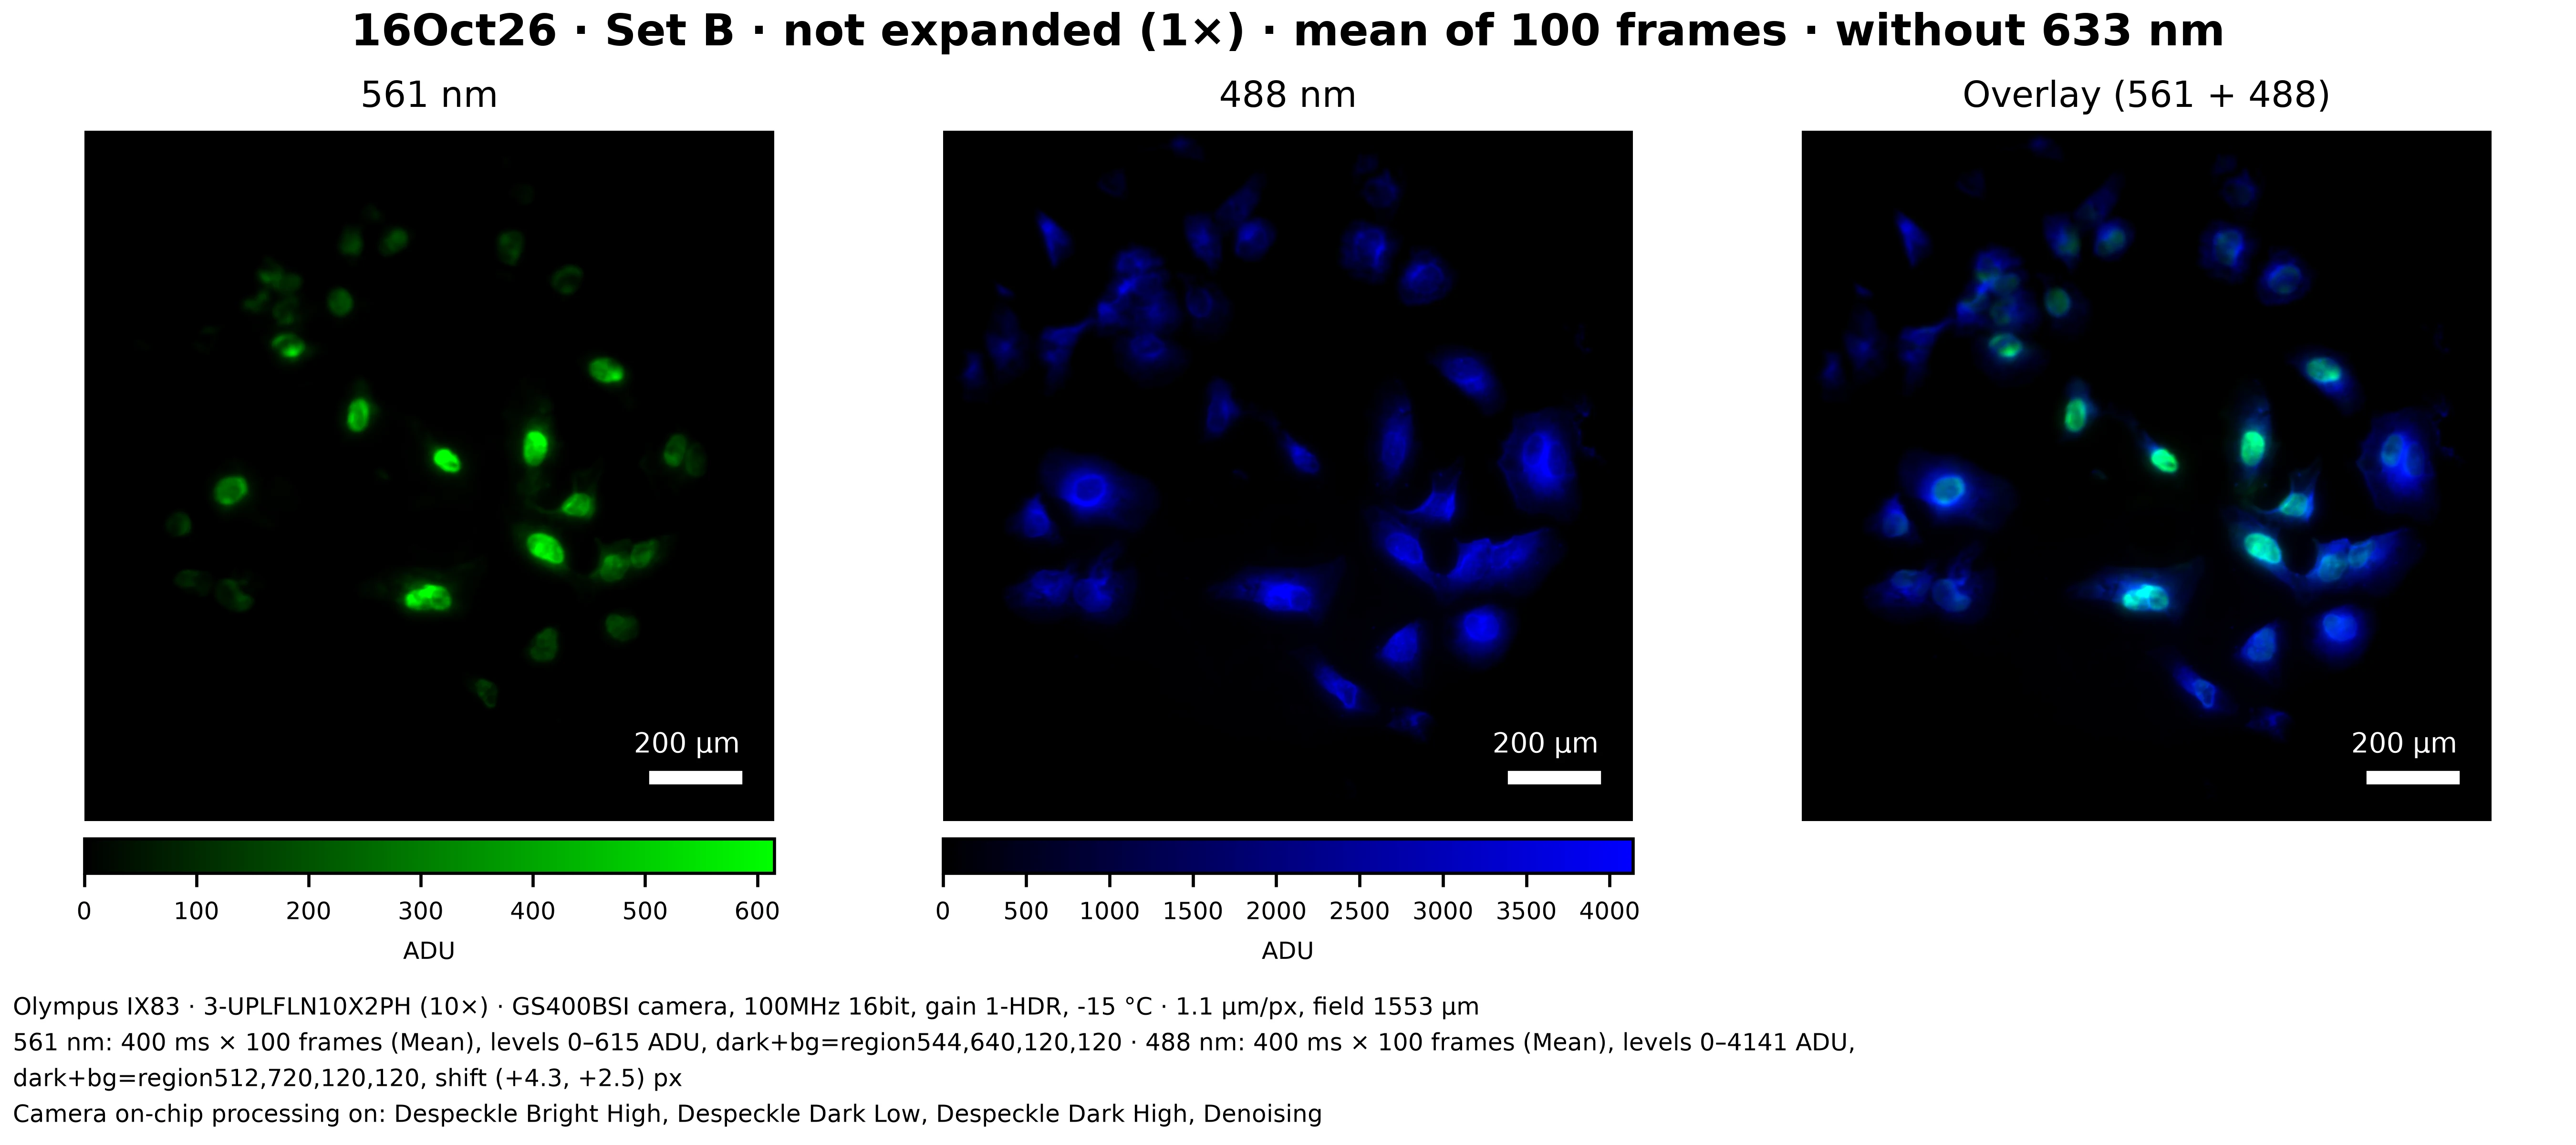 16Oct26 · Set B · not expanded (1×) · mean of 100 frames · without 633 nm
561 nm
488 nm
Overlay (561 + 488)
200 µm
200 µm
200 µm
0 100 200 300 400 500 600
ADU
0 500 1000 1500 2000 2500 3000 3500 4000
ADU
Olympus IX83 · 3-UPLFLN10X2PH (10×) · GS400BSI camera, 100MHz 16bit, gain 1-HDR, -15 °C · 1.1 µm/px, field 1553 µm
561 nm: 400 ms × 100 frames (Mean), levels 0–615 ADU, dark+bg=region544,640,120,120 · 488 nm: 400 ms × 100 frames (Mean), levels 0–4141 ADU,
dark+bg=region512,720,120,120, shift (+4.3, +2.5) px
Camera on-chip processing on: Despeckle Bright High, Despeckle Dark Low, Despeckle Dark High, Denoising